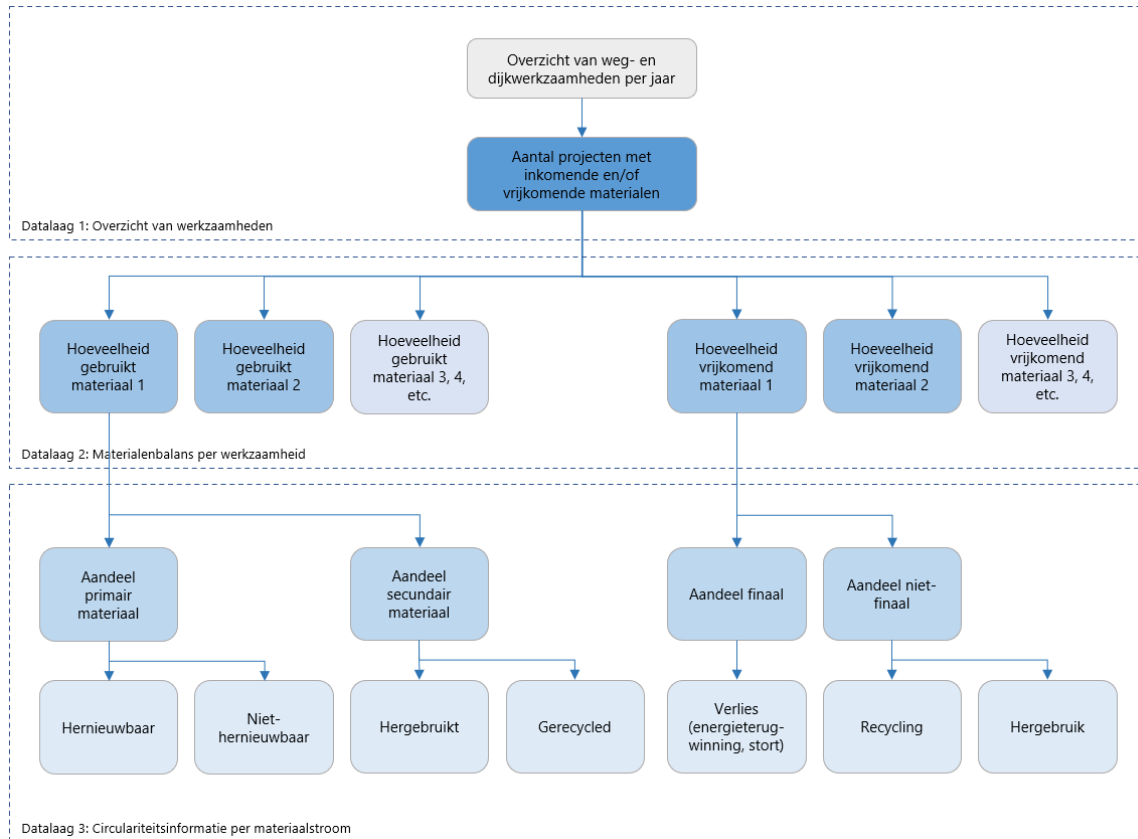 Overzicht van weg- en
dijkwerkzaamheden per jaar
Aantal projecten met
inkomende en/of
vrijkomende materialen
Datalaag 1: Overzicht van werkzaamheden
Hoeveelheid
gebruikt
materiaal 1
Hoeveelheid
gebruikt
materiaal 2
Hoeveelheid
gebruikt
materiaal 3, 4,
etc.
Hoeveelheid
vrijkomend
materiaal 1
Hoeveelheid
vrijkomend
materiaal 2
Hoeveelheid
vrijkomend
materiaal 3, 4,
etc.
Datalaag 2: Materialenbalans per werkzaamheid
Aandeel
primair
materiaal
Aandeel
secundair
materiaal
Aandeel finaal
Aandeel niet-
finaal
Hernieuwbaar
Niet-
hernieuwbaar
Hergebruikt
Gerecycled
Verlies
(energieterug-
winning, stort)
Recycling
Hergebruik
Datalaag 3: Circulariteitsinformatie per materiaalstroom